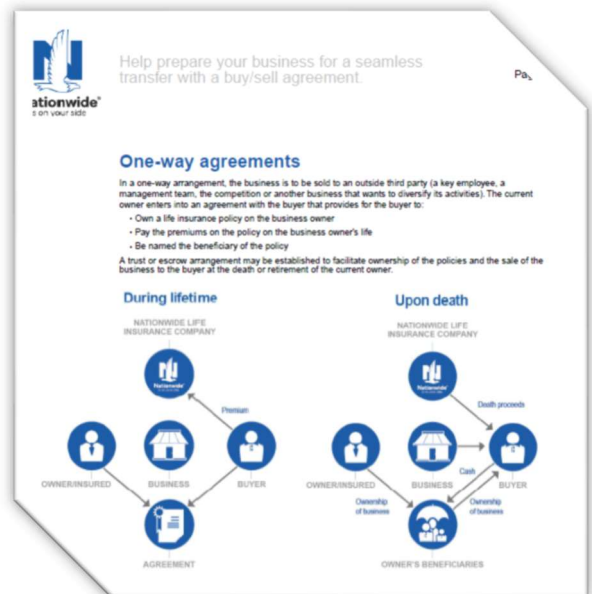 ationwide®
s on your side
Help prepare your business for a seamless
transfer with a buy/sell agreement.
One-way agreements
In a one-way arrangement, the business is to be sold to an outside third party (a key employee, a
management team, the competition or another business that wants to diversify its activities). The current
owner enters into an agreement with the buyer that provides for the buyer to:
• Own a life insurance policy on the business owner
• Pay the premiums on the policy on the business owner's life
• Be named the beneficiary of the policy
A trust or escrow arrangement may be established to facilitate ownership of the policies and the sale of the
business to the buyer at the death or retirement of the current owner.
During lifetime
NATIONWIDE LIFE
INSURANCE COMPANY
Nationwide®
Premium
OWNER/INSURED
BUSINESS
BUYER
AGREEMENT
Upon death
NATIONWIDE LIFE
INSURANCE COMPANY
Nationwide®
Death proceeds
Cash
OWNER/INSURED
BUSINESS
BUYER
Ownership
of business
Ownership
of business
OWNER'S BENEFICIARIES